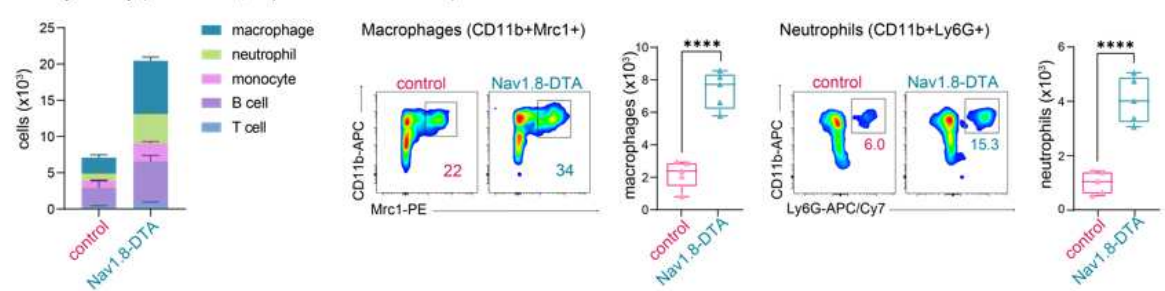 25
20
15
10
5
0
cells (x10³)
control
Nav1.8-DTA
macrophage
neutrophil
monocyte
B cell
T cell
Macrophages (CD11b+Mrc1+)
control
Nav1.8-DTA
CD11b-APC
22
34
Mrc1-PE
****
10
8
6
4
2
0
macrophages (x10³)
control
Nav1.8-DTA
Neutrophils (CD11b+Ly6G+)
control
Nav1.8-DTA
CD11b-APC
6.0
15.3
Ly6G-APC/Cy7
****
6
4
2
0
neutrophils (x10³)
control
Nav1.8-DTA